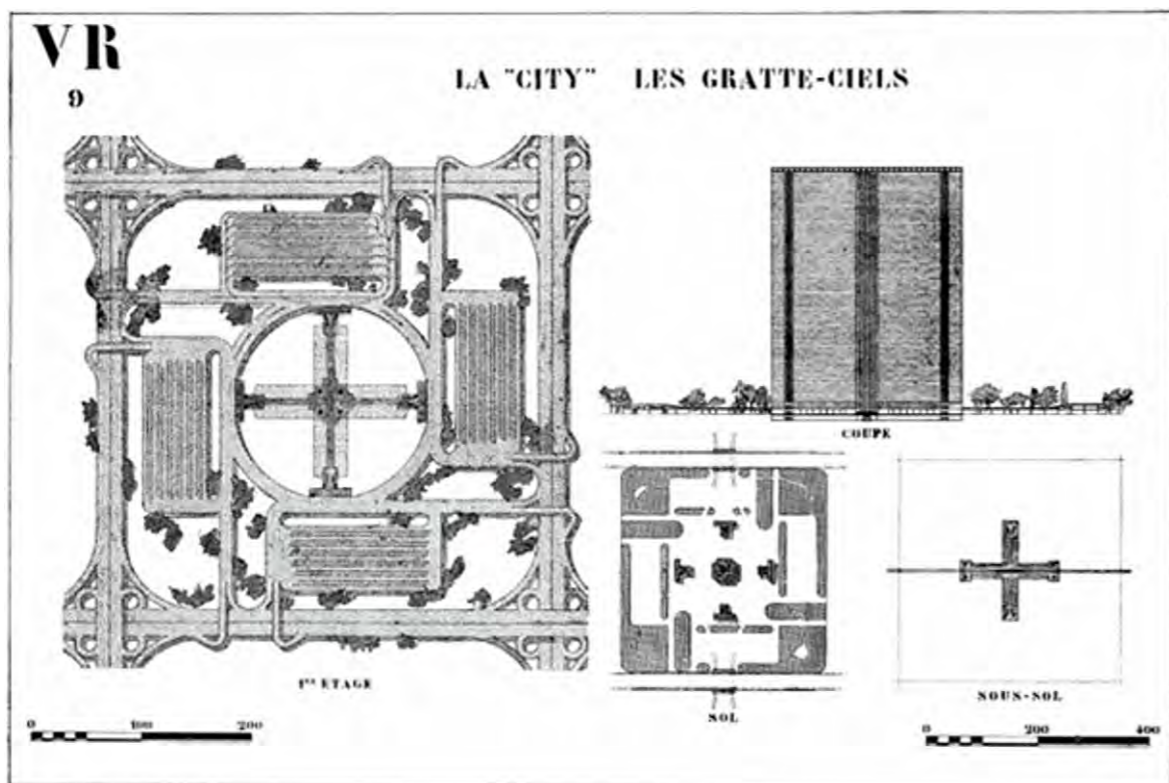 VR
9
LA "CITY" LES GRATTE-CIELS
COUPE
1ER ETAGE
SOL
SOUS-SOL
0 100 200
0 200 400